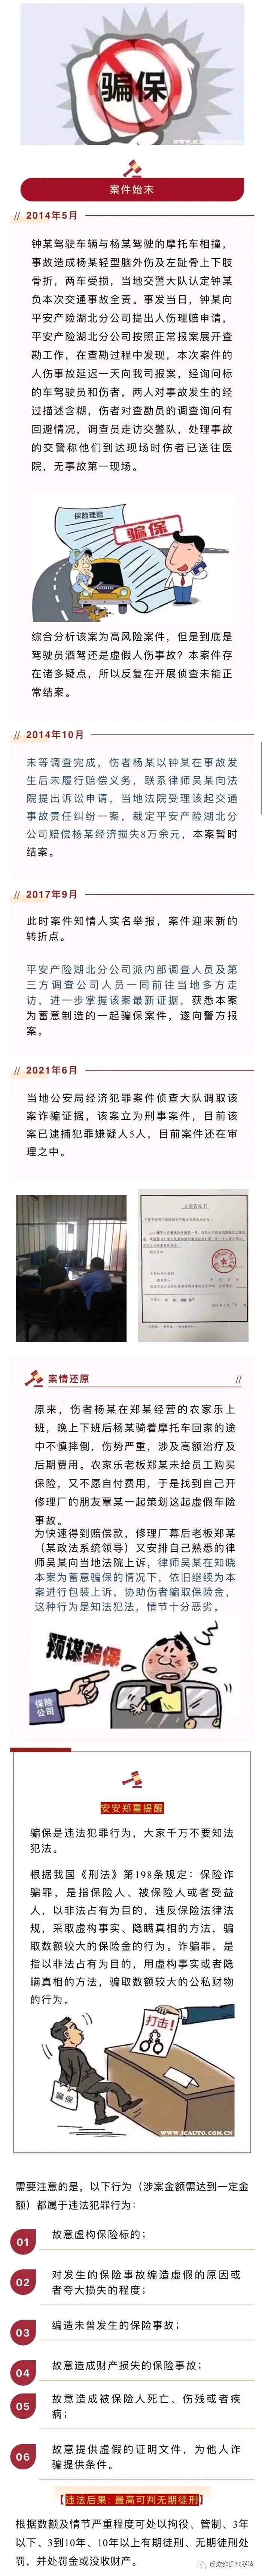 骗保
WWW.ICAUTO.COM.CN
案件始末
// 2014年5月
钟某驾驶车辆与杨某驾驶的摩托车相撞，
事故造成杨某轻型脑外伤及左趾骨上下肢
骨折，两车受损，当地交警大队认定钟某
负本次交通事故全责。事发当日，钟某向
平安产险湖北分公司提出人伤理赔申请，
平安产险湖北分公司按照正常报案展开查
勘工作，在查勘过程中发现，本次案件的
人伤事故延迟一天向我司报案，经询问标
的车驾驶员和伤者，两人对事故发生的经
过描述含糊，伤者对查勘员的调查询问有
回避情况，调查员走访交警队，处理事故
的交警称他们到达现场时伤者已送往医
院，无事故第一现场。
保险理赔
骗保
综合分析该案为高风险案件，但是到底是
驾驶员酒驾还是虚假人伤事故？本案件存
在诸多疑点，所以反复在开展侦查未能正
常结案。
// 2014年10月
未等调查完成，伤者杨某以钟某在事故发
生后未履行赔偿义务，联系律师吴某向法
院提出诉讼申请，当地法院受理该起交通
事故责任纠纷一案，裁定平安产险湖北分
公司赔偿杨某经济损失8万余元，本案暂时
结案。
// 2017年9月
此时案件知情人实名举报，案件迎来新的
转折点。
平安产险湖北分公司派内部调查人员及第
三方调查公司人员一同前往当地多方走
访，进一步掌握该案最新证据，获悉本案
为蓄意制造的一起骗保案件，遂向警方报
案。
// 2021年6月
当地公安局经济犯罪案件侦查大队调取该
案诈骗证据，该案立为刑事案件，目前该
案已逮捕犯罪嫌疑人5人，目前案件还在审
理之中。
立案告知书
案情还原 //
原来，伤者杨某在郑某经营的农家乐上
班，晚上下班后杨某骑着摩托车回家的途
中不慎摔倒，伤势严重，涉及高额治疗及
后期费用。农家乐老板郑某未给员工购买
保险，又不愿自付费用，于是找到自己开
修理厂的朋友覃某一起策划这起虚假车险
事故。
为快速得到赔偿款，修理厂幕后老板郑某
（某政法系统领导）又安排自己熟悉的律
师吴某向当地法院上诉，律师吴某在知晓
本案为蓄意骗保的情况下，依旧继续为本
案进行包装上诉，协助伤者骗取保险金，
这种行为是知法犯法，情节十分恶劣。
预谋骗保
保险
公司
安安郑重提醒
骗保是违法犯罪行为，大家千万不要知法
犯法。
根据我国《刑法》第198条规定：保险诈
骗罪，是指保险人、被保险人或者受益
人，以非法占有为目的，违反保险法律法
规，采取虚构事实、隐瞒真相的方法，骗
取数额较大的保险金的行为。诈骗罪，是
指以非法占有为目的，用虚构事实或者隐
瞒真相的方法，骗取数额较大的公私财物
的行为。
打击！
骗保
WWW.ICAUTO.COM.CN
需要注意的是，以下行为（涉案金额需达到一定金
额）都属于违法犯罪行为：
01 故意虚构保险标的；
02 对发生的保险事故编造虚假的原因或
者夸大损失的程度；
03 编造未曾发生的保险事故；
04 故意造成财产损失的保险事故；
05 故意造成被保险人死亡、伤残或者疾
病；
06 故意提供虚假的证明文件，为他人诈
骗提供条件。
【违法后果：最高可判无期徒刑】
根据数额及情节严重程度可处以拘役、管制、3年
以下、3到10年、10年以上有期徒刑、无期徒刑处
罚，并处罚金或没收财产。
反欺诈调查联盟